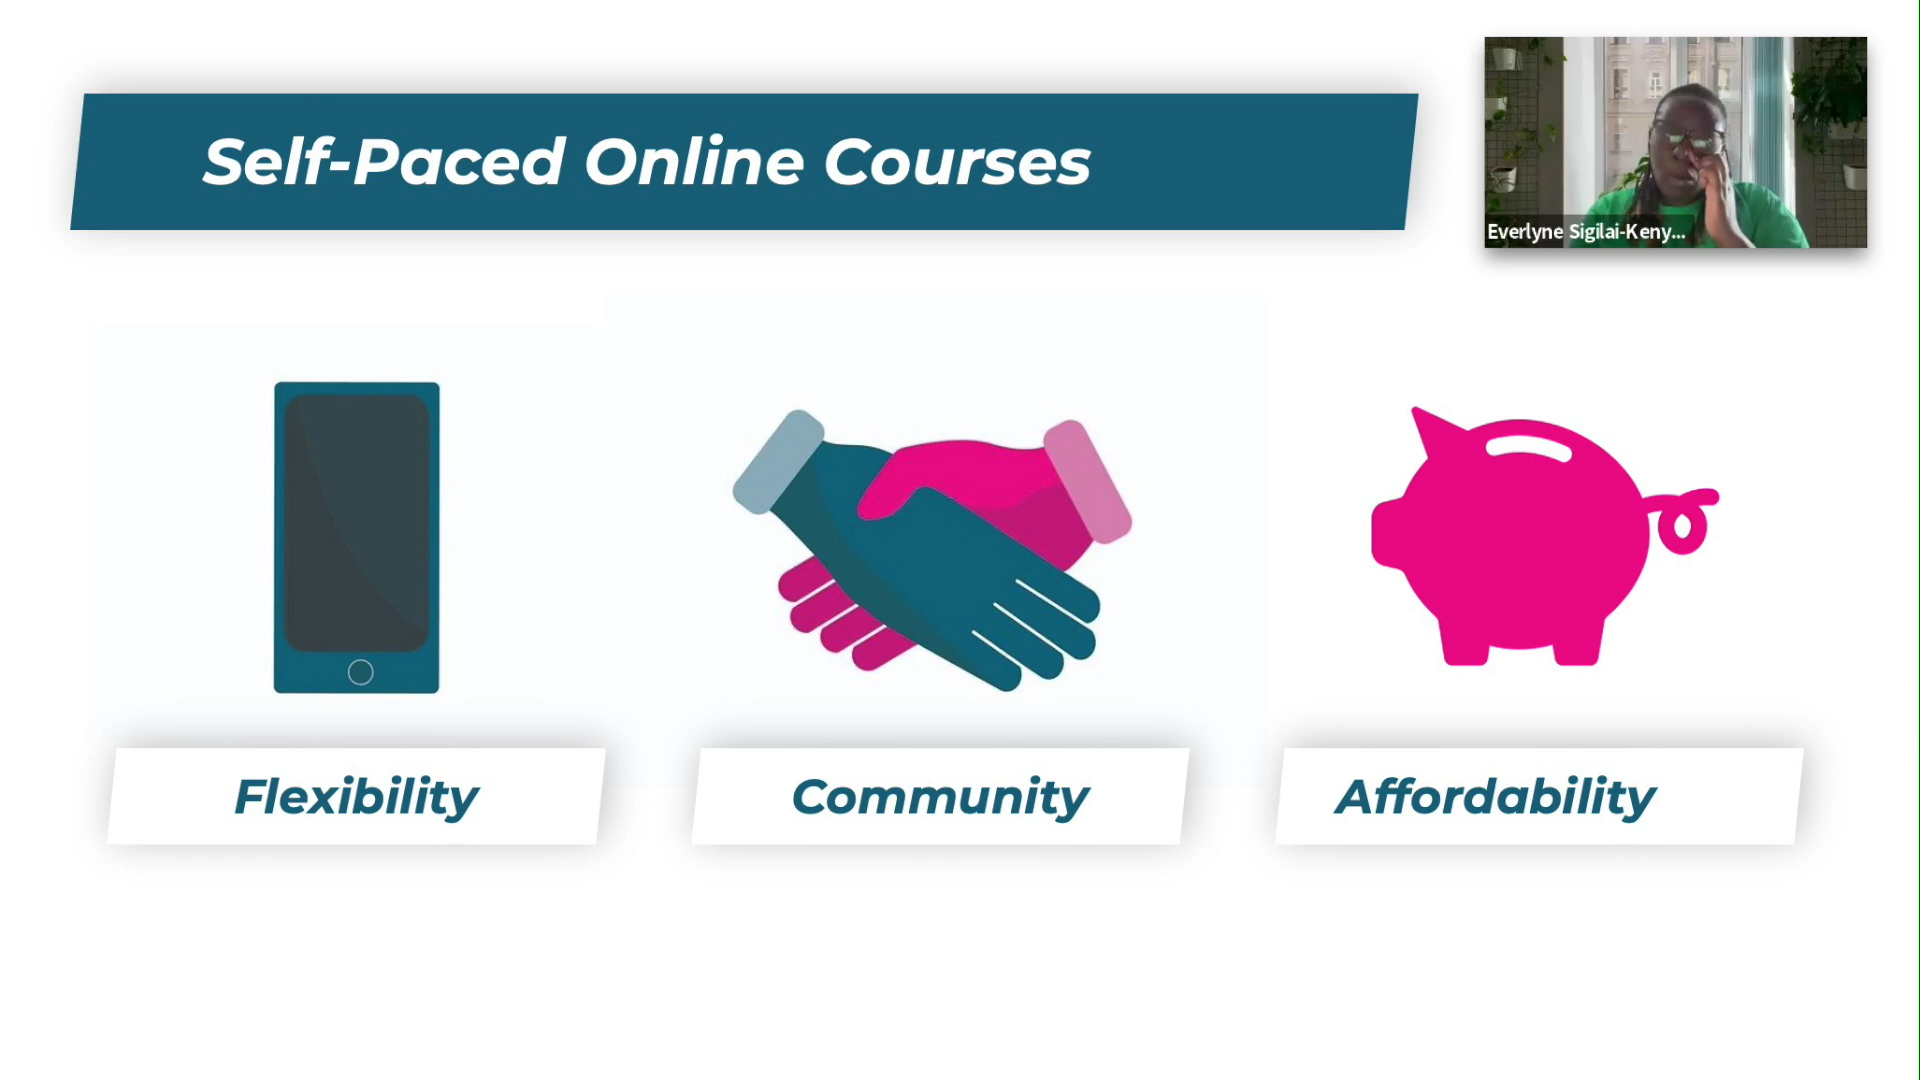 Self-Paced Online Courses
Everlyne Sigilai-Keny...
Flexibility
Community
Affordability